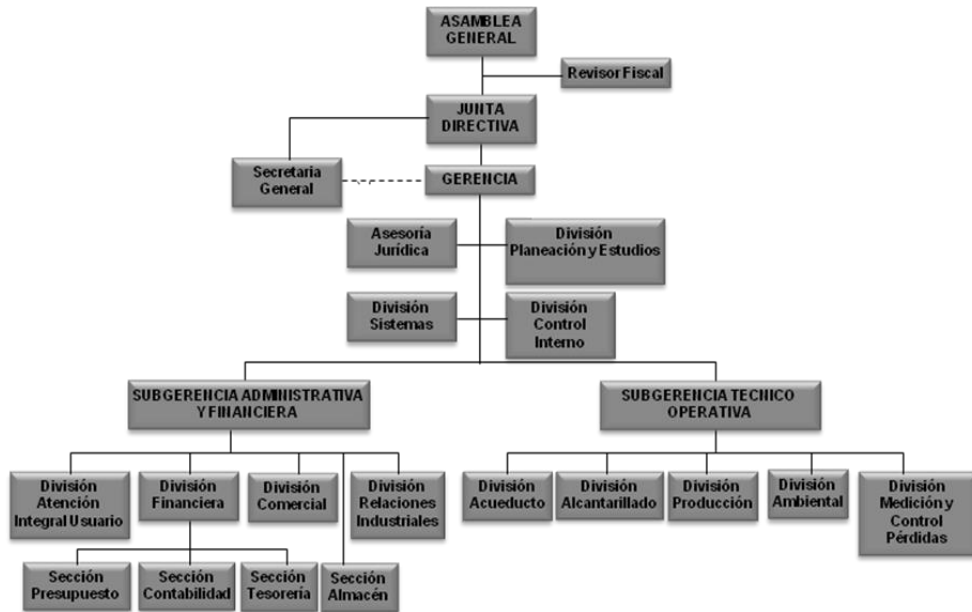 ASAMBLEA
GENERAL
Revisor Fiscal
JUNTA
DIRECTIVA
Secretaria
General
GERENCIA
Asesoría
Jurídica
División
Planeación y Estudios
División
Sistemas
División
Control
Interno
SUBGERENCIA ADMINISTRATIVA
Y FINANCIERA
SUBGERENCIA TECNICO
OPERATIVA
División
Atención
Integral Usuario
División
Financiera
División
Comercial
División
Relaciones
Industriales
División
Acueducto
División
Alcantarillado
División
Producción
División
Ambiental
División
Medición y
Control
Pérdidas
Sección
Presupuesto
Sección
Contabilidad
Sección
Tesorería
Sección
Almacén